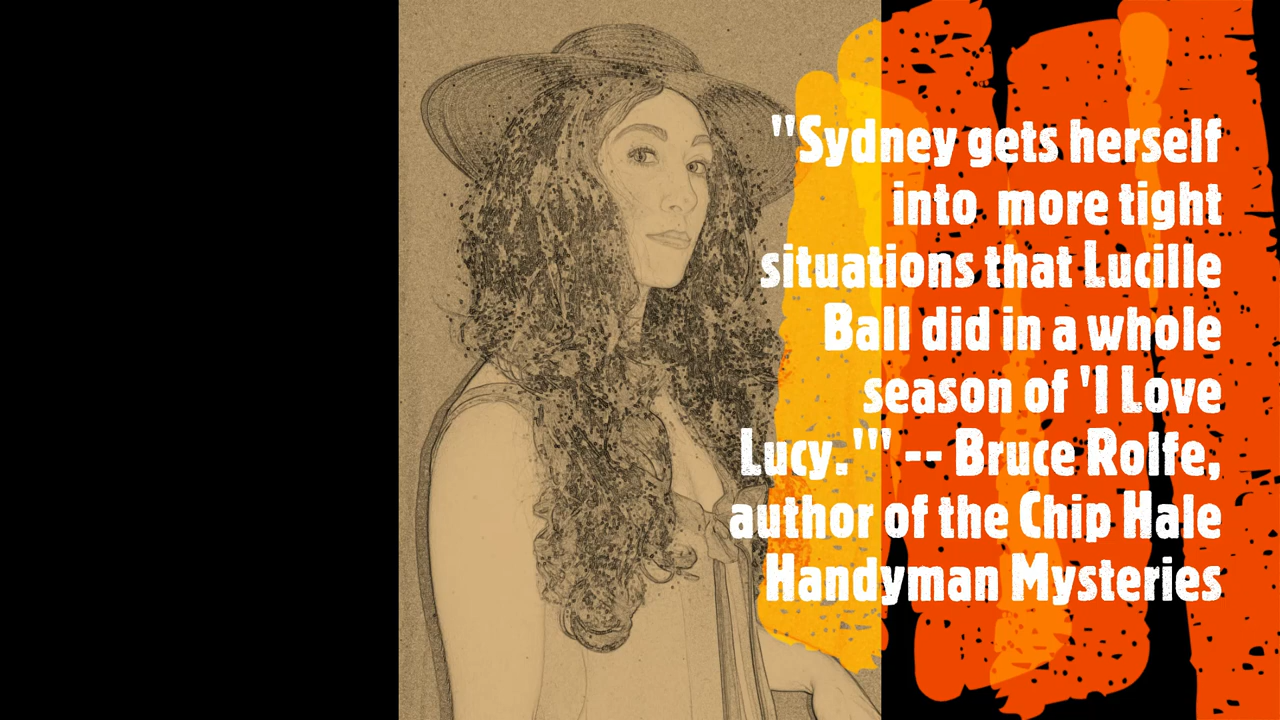 "Sydney gets herself
into  more tight
situations that Lucille
Ball did in a whole
season of 'I Love
Lucy.'" -- Bruce Rolfe,
author of the Chip Hale
Handyman Mysteries